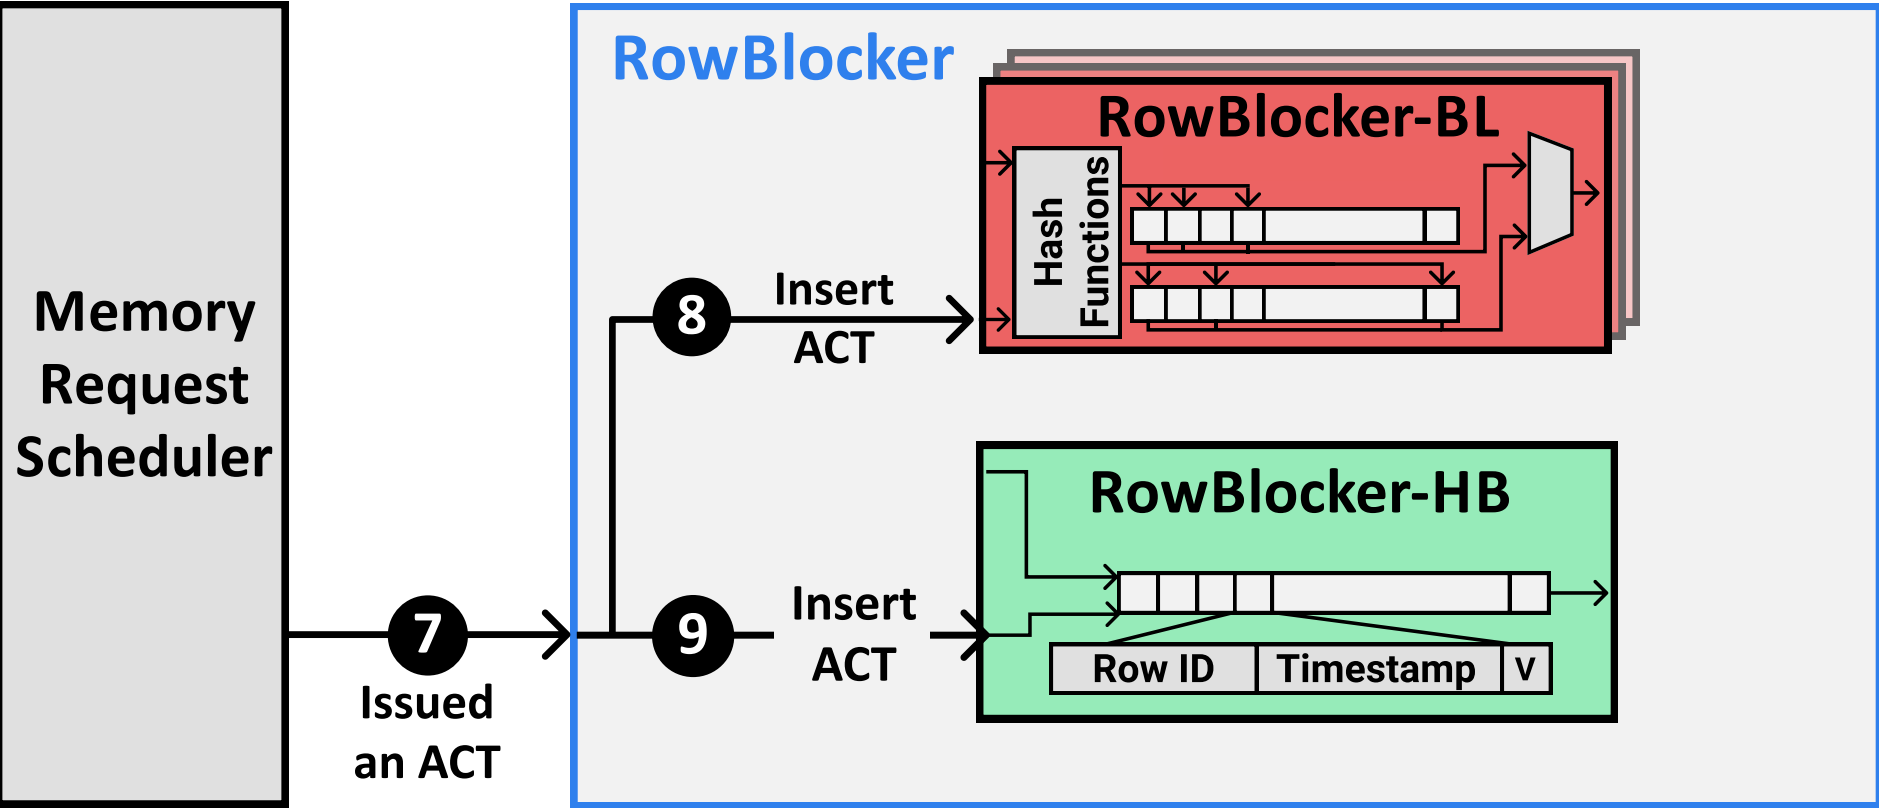 RowBlocker
RowBlocker-BL
Hash
Functions
8
Insert
ACT
Memory
Request
Scheduler
RowBlocker-HB
7
Issued
an ACT
9
Insert
ACT
Row ID
Timestamp
V